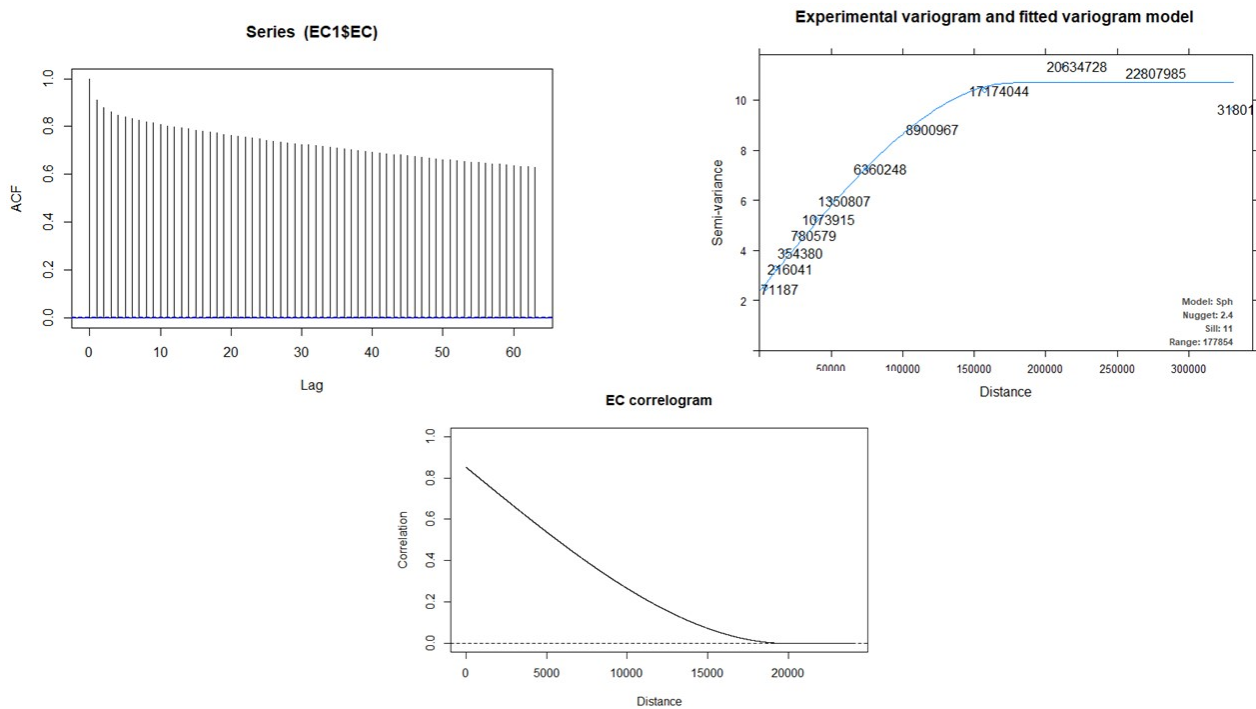 Series (EC1$EC)
ACF
1.0
0.8
0.6
0.4
0.2
0.0
0 10 20 30 40 50 60
Lag
Experimental variogram and fitted variogram model
Semi-variance
10
8
6
4
2
20634728
22807985
17174044
31801
8900967
6360248
1350807
1073915
780579
354380
216041
71187
Model: Sph
Nugget: 2.4
Sill: 11
Range: 177854
50000 100000 150000 200000 250000 300000
Distance
EC correlogram
Correlation
1.0
0.8
0.6
0.4
0.2
0.0
0 5000 10000 15000 20000
Distance